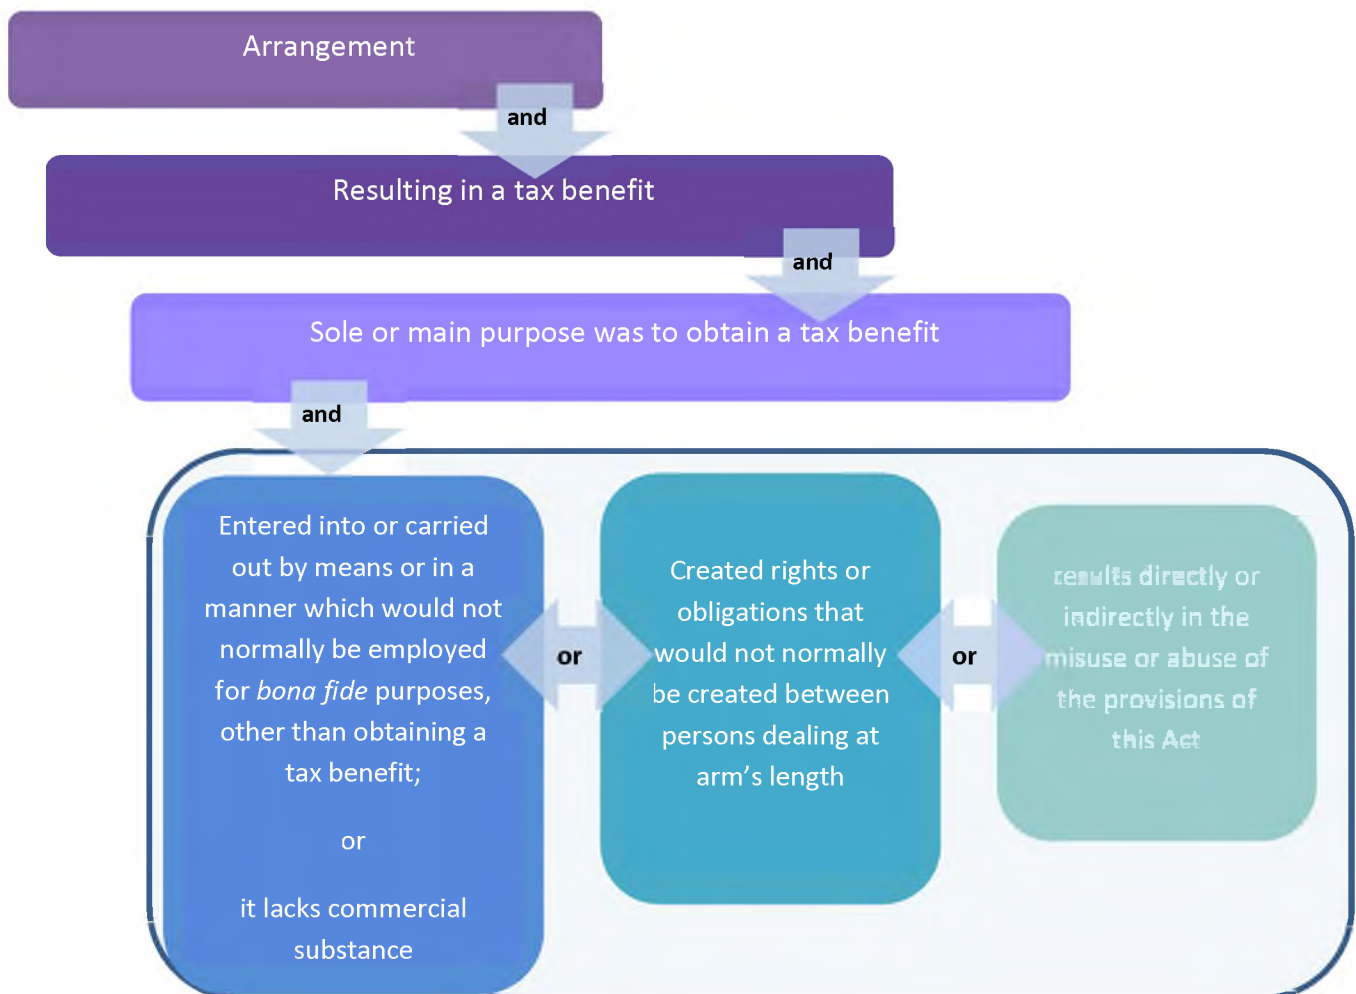 Arrangement
and
Resulting in a tax benefit
and
Sole or main purpose was to obtain a tax benefit
and
Entered into or carried
out by means or in a
manner which would not
normally be employed
for bona fide purposes,
other than obtaining a
tax benefit;
or
it lacks commercial
substance
or
Created rights or
obligations that
would not normally
be created between
persons dealing at
arm's length
or
results directly or
indirectly in the
misuse or abuse of
the provisions of
this Act